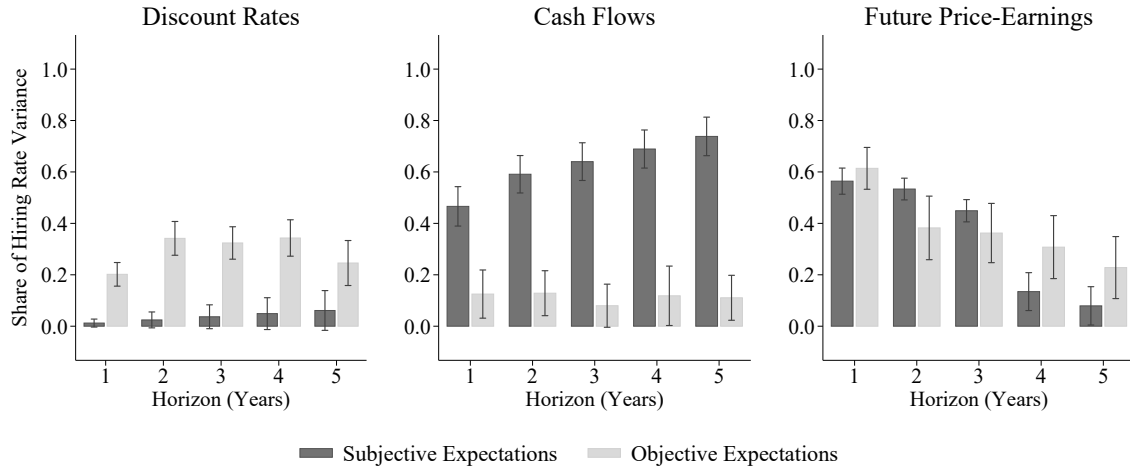 Discount Rates
Cash Flows
Future Price-Earnings
Share of Hiring Rate Variance
1.0
0.8
0.6
0.4
0.2
0.0
1 2 3 4 5
Horizon (Years)
1.0
0.8
0.6
0.4
0.2
0.0
1 2 3 4 5
Horizon (Years)
1.0
0.8
0.6
0.4
0.2
0.0
1 2 3 4 5
Horizon (Years)
Subjective Expectations
Objective Expectations